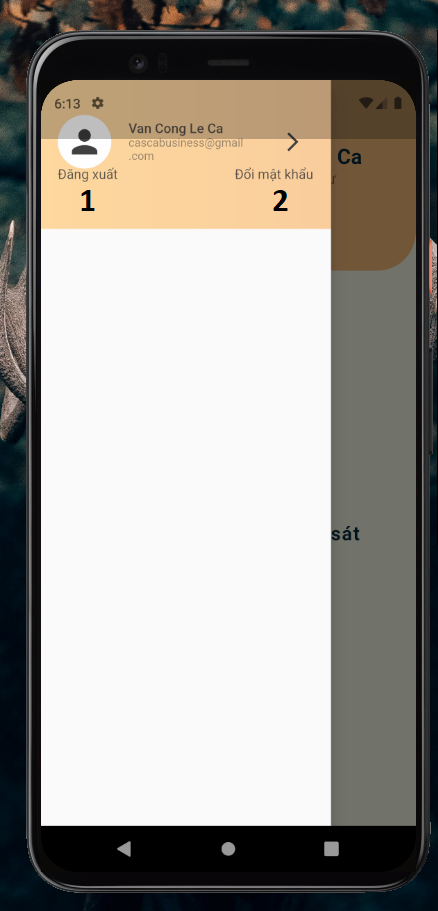 6:13
Van Cong Le Ca
cascabusiness@gmail
.com
Đăng xuất
Đổi mật khẩu
1
2
Ca
sát